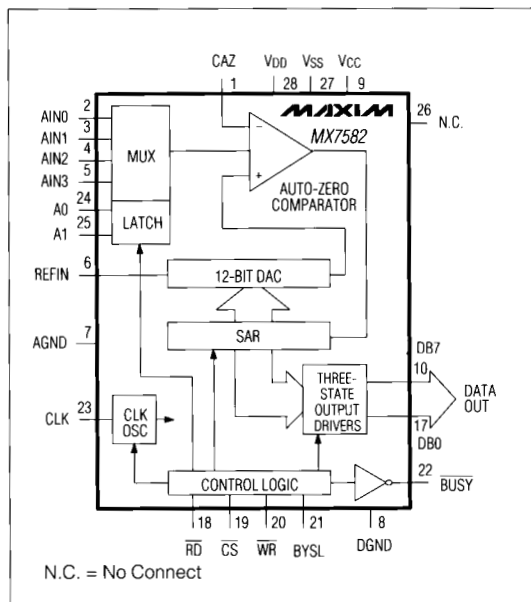 CAZ VDD VSS VCC
1 28 27 9
MAXIM
MX7582
26
N.C.
2
AIN0
3
AIN1
4
AIN2
5
AIN3
24
A0
25
A1
MUX
LATCH
−
+
AUTO-ZERO
COMPARATOR
6
REFIN
12-BIT DAC
7
AGND
SAR
DB7
10
THREE-
STATE
OUTPUT
DRIVERS
DATA
OUT
17
DB0
23
CLK
CLK
OSC
CONTROL LOGIC
22
BUSY
18 19 20 21 8
RD CS WR BYSL DGND
N.C. = No Connect